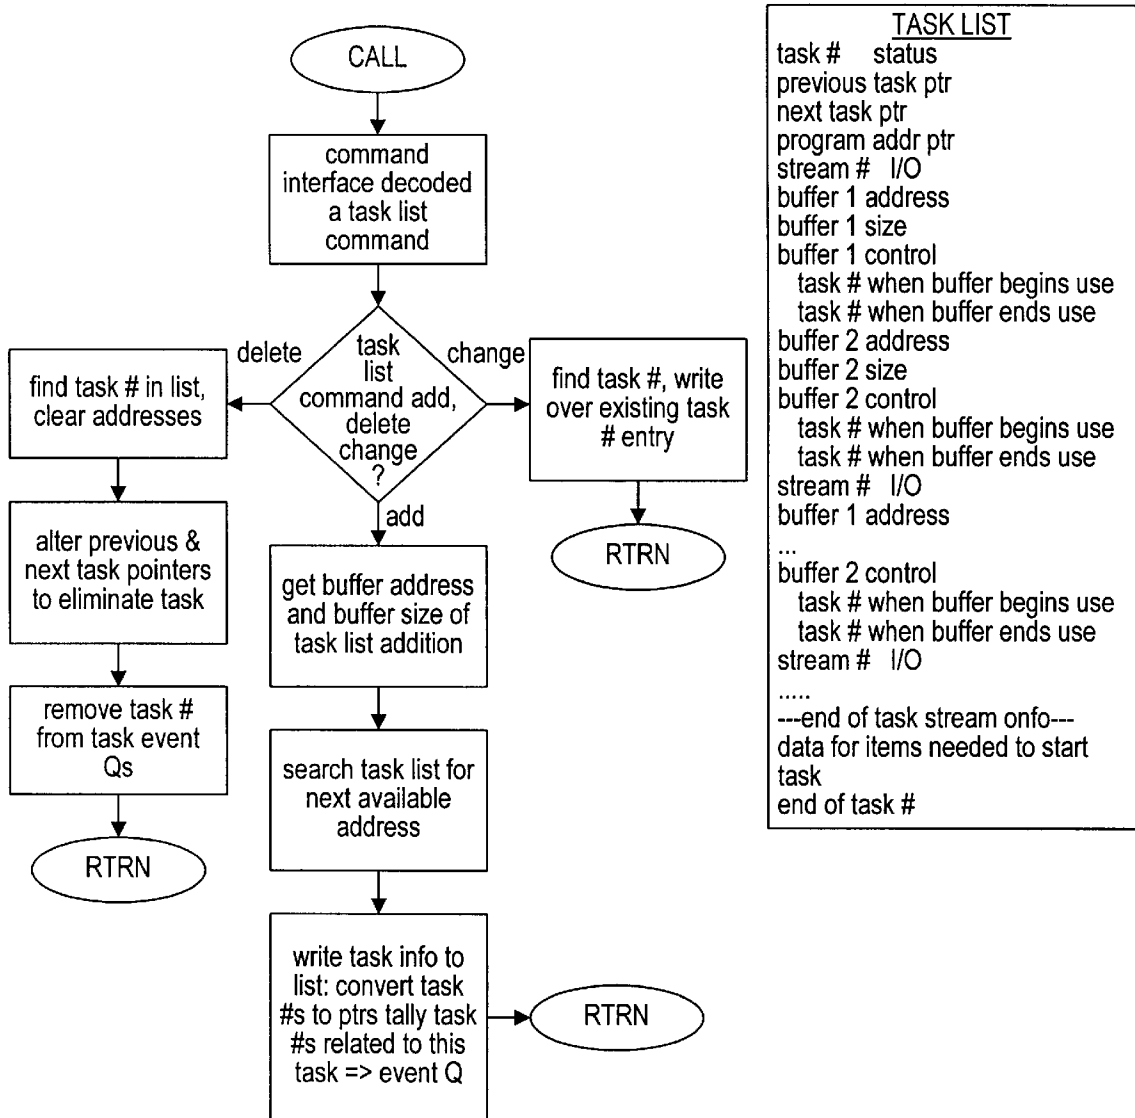 CALL
command
interface decoded
a task list
command
task
list
command add,
delete
change
?
delete
change
add
find task # in list,
clear addresses
alter previous &
next task pointers
to eliminate task
remove task #
from task event
Qs
RTRN
find task #, write
over existing task
# entry
RTRN
get buffer address
and buffer size of
task list addition
search task list for
next available
address
write task info to
list: convert task
#s to ptrs tally task
#s related to this
task => event Q
RTRN
TASK LIST
task # status
previous task ptr
next task ptr
program addr ptr
stream # I/O
buffer 1 address
buffer 1 size
buffer 1 control
task # when buffer begins use
task # when buffer ends use
buffer 2 address
buffer 2 size
buffer 2 control
task # when buffer begins use
task # when buffer ends use
stream # I/O
buffer 1 address
...
buffer 2 control
task # when buffer begins use
task # when buffer ends use
stream # I/O
.....
---end of task stream onfo---
data for items needed to start
task
end of task #